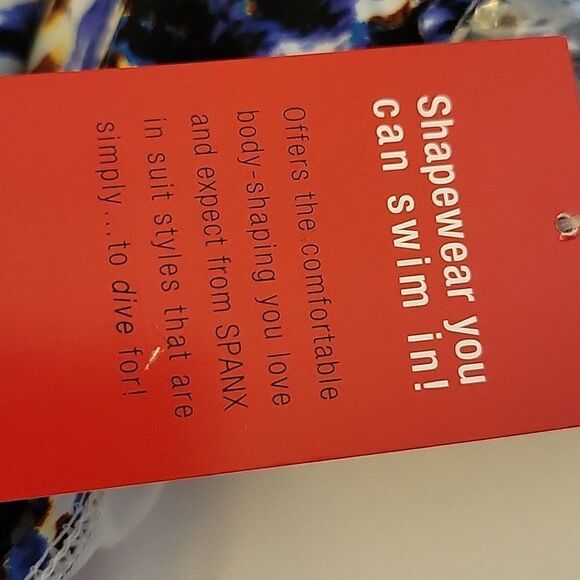 Shapewear you
can swim in!
Offers the comfortable
body-shaping you love
and expect from SPANX
in suit styles that are
simply... to dive for!